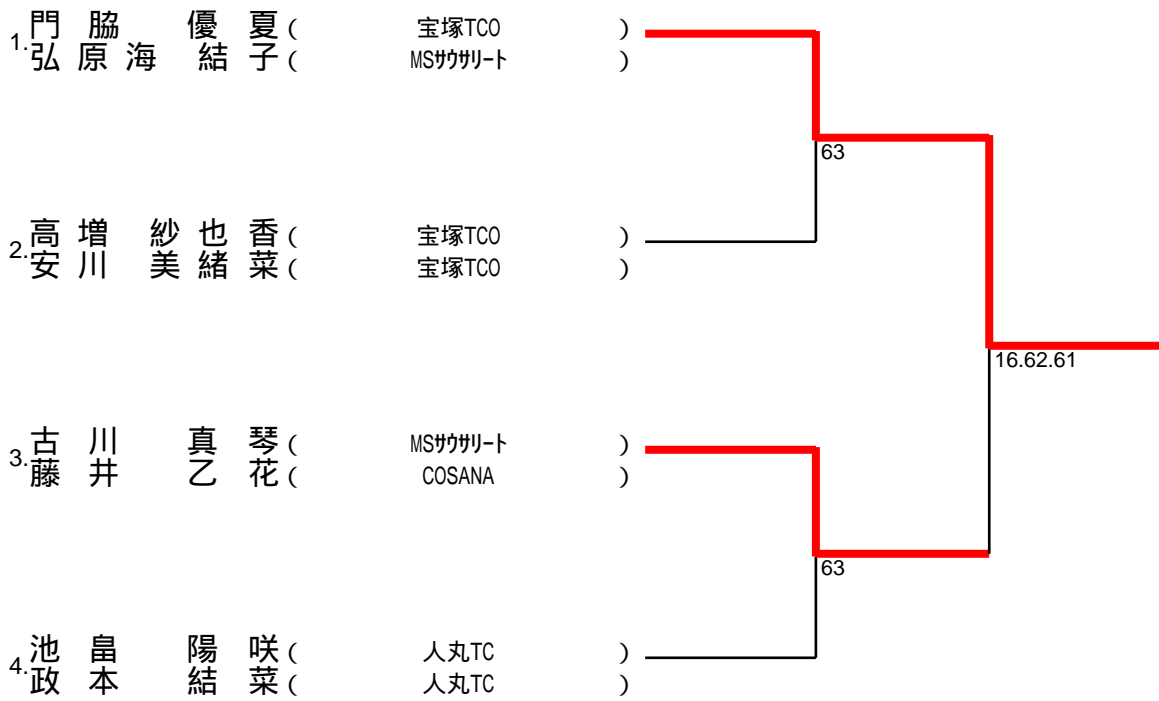 1.門脇 優夏( 宝塚TCO )
弘原海 結子( MSサウサリート )
63
2.高増 紗也香( 宝塚TCO )
安川 美緒菜( 宝塚TCO )
16.62.61
3.古川 真琴( MSサウサリート )
藤井 乙花( COSANA )
63
4.池畠 陽咲( 人丸TC )
政本 結菜( 人丸TC )